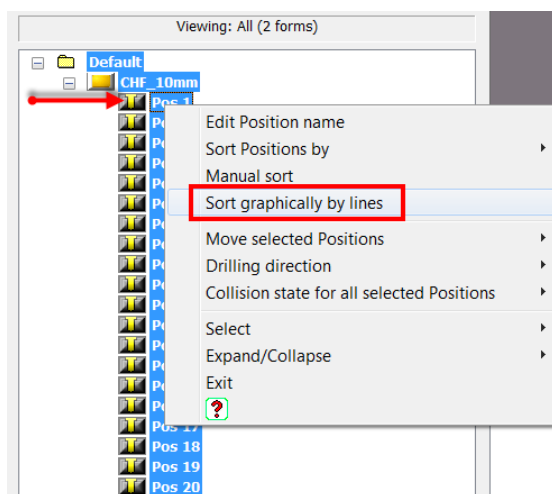 Viewing: All (2 forms)
Default
CHF_10mm
Pos 1
Edit Position name
Sort Positions by
Manual sort
Sort graphically by lines
Move selected Positions
Drilling direction
Collision state for all selected Positions
Select
Expand/Collapse
Exit
?
Pos 17
Pos 18
Pos 19
Pos 20